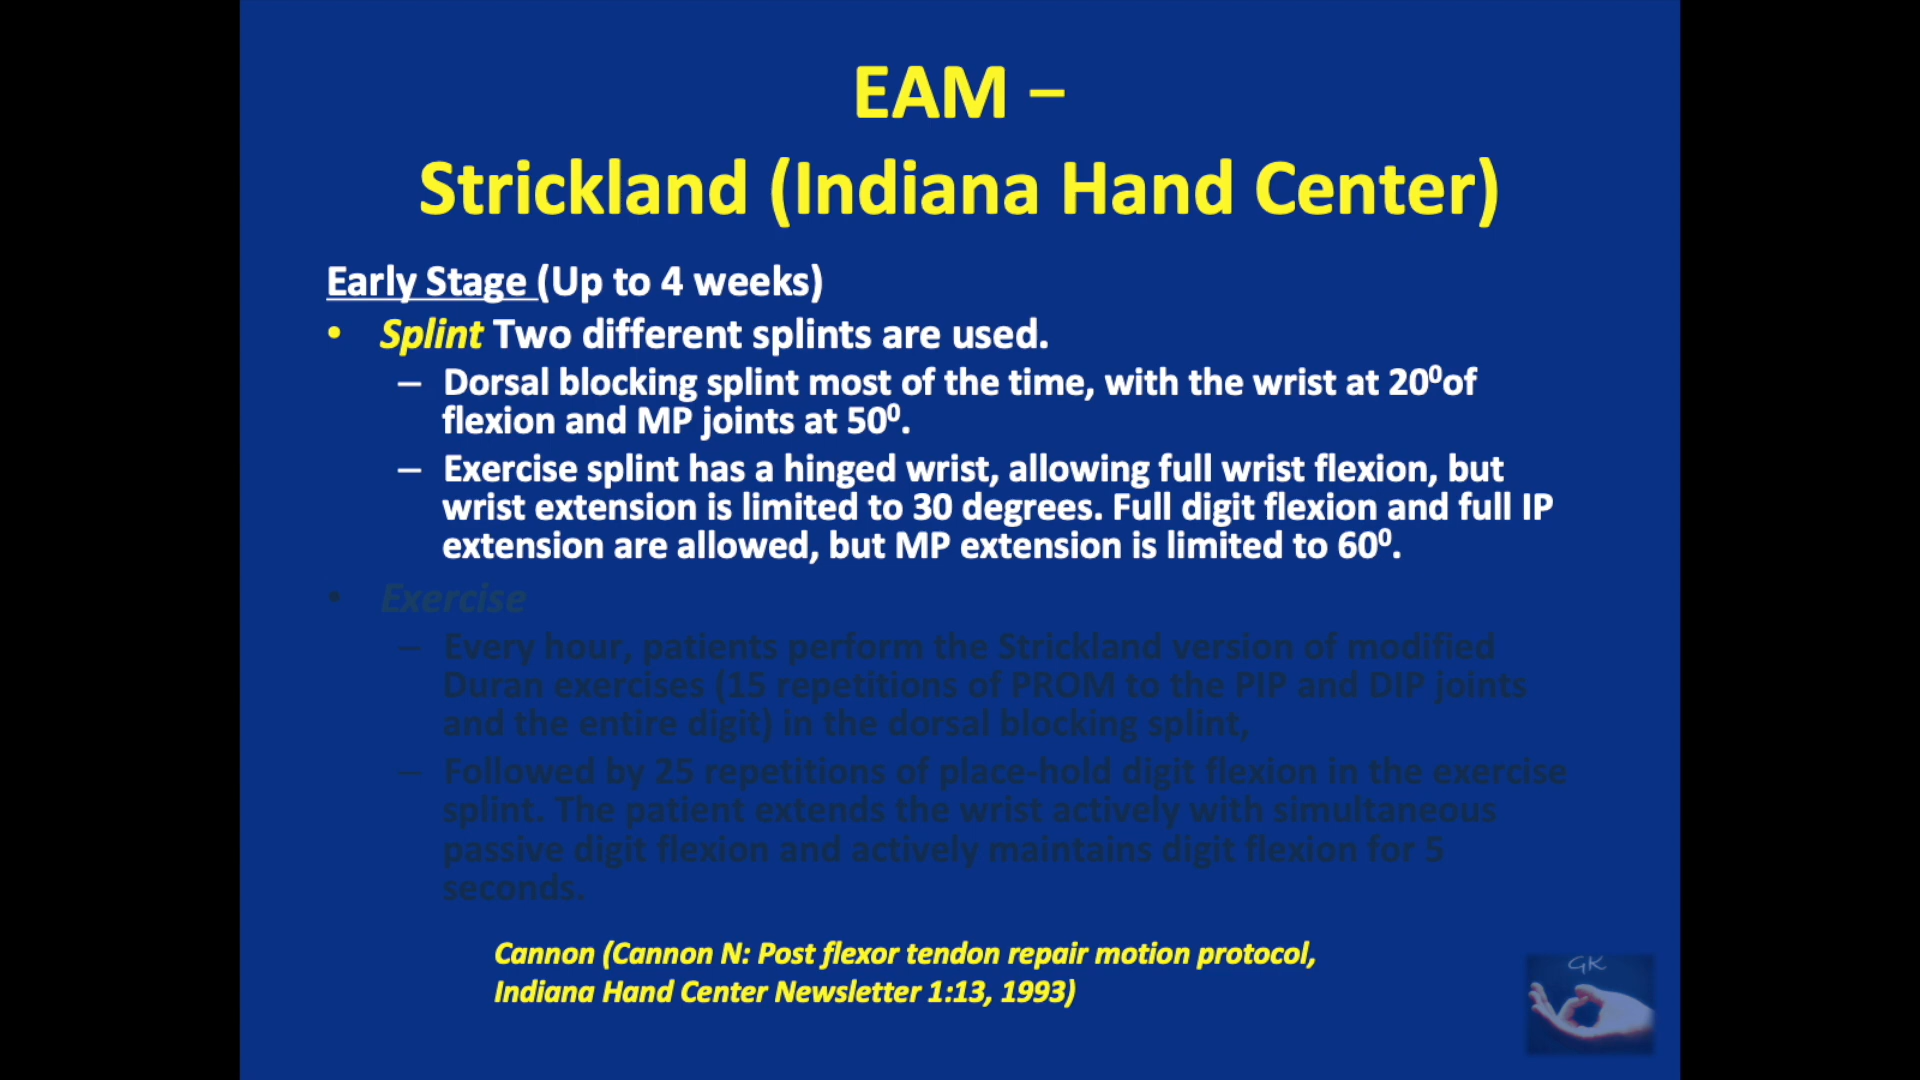 EAM –
Strickland (Indiana Hand Center)
Early Stage (Up to 4 weeks)
• Splint Two different splints are used.
– Dorsal blocking splint most of the time, with the wrist at 20⁰of
flexion and MP joints at 50⁰.
– Exercise splint has a hinged wrist, allowing full wrist flexion, but
wrist extension is limited to 30 degrees. Full digit flexion and full IP
extension are allowed, but MP extension is limited to 60⁰.
• Exercise
– Every hour, patients perform the Strickland version of modified
Duran exercises (15 repetitions of PROM to the PIP and DIP joints
and the entire digit) in the dorsal blocking splint,
– Followed by 25 repetitions of place-hold digit flexion in the exercise
splint. The patient extends the wrist actively with simultaneous
passive digit flexion and actively maintains digit flexion for 5
seconds.
Cannon (Cannon N: Post flexor tendon repair motion protocol,
Indiana Hand Center Newsletter 1:13, 1993)
GK